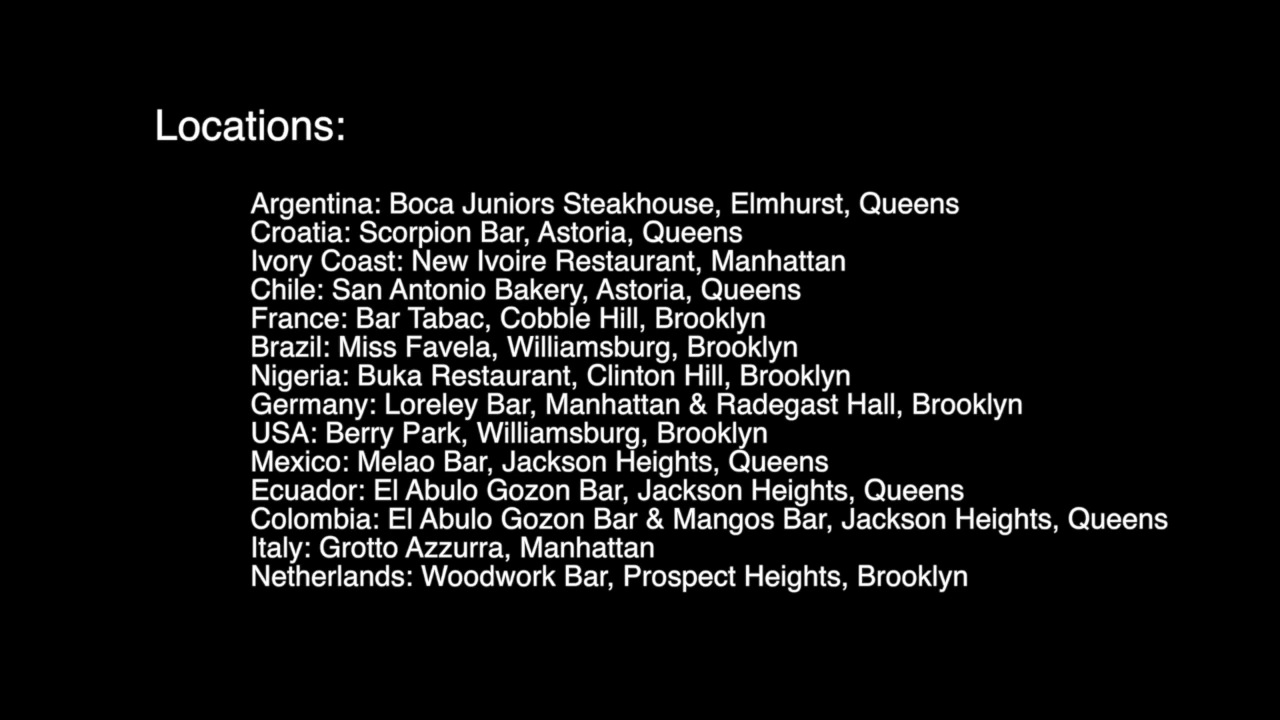 Locations:
Argentina: Boca Juniors Steakhouse, Elmhurst, Queens
Croatia: Scorpion Bar, Astoria, Queens
Ivory Coast: New Ivoire Restaurant, Manhattan
Chile: San Antonio Bakery, Astoria, Queens
France: Bar Tabac, Cobble Hill, Brooklyn
Brazil: Miss Favela, Williamsburg, Brooklyn
Nigeria: Buka Restaurant, Clinton Hill, Brooklyn
Germany: Loreley Bar, Manhattan & Radegast Hall, Brooklyn
USA: Berry Park, Williamsburg, Brooklyn
Mexico: Melao Bar, Jackson Heights, Queens
Ecuador: El Abulo Gozon Bar, Jackson Heights, Queens
Colombia: El Abulo Gozon Bar & Mangos Bar, Jackson Heights, Queens
Italy: Grotto Azzurra, Manhattan
Netherlands: Woodwork Bar, Prospect Heights, Brooklyn